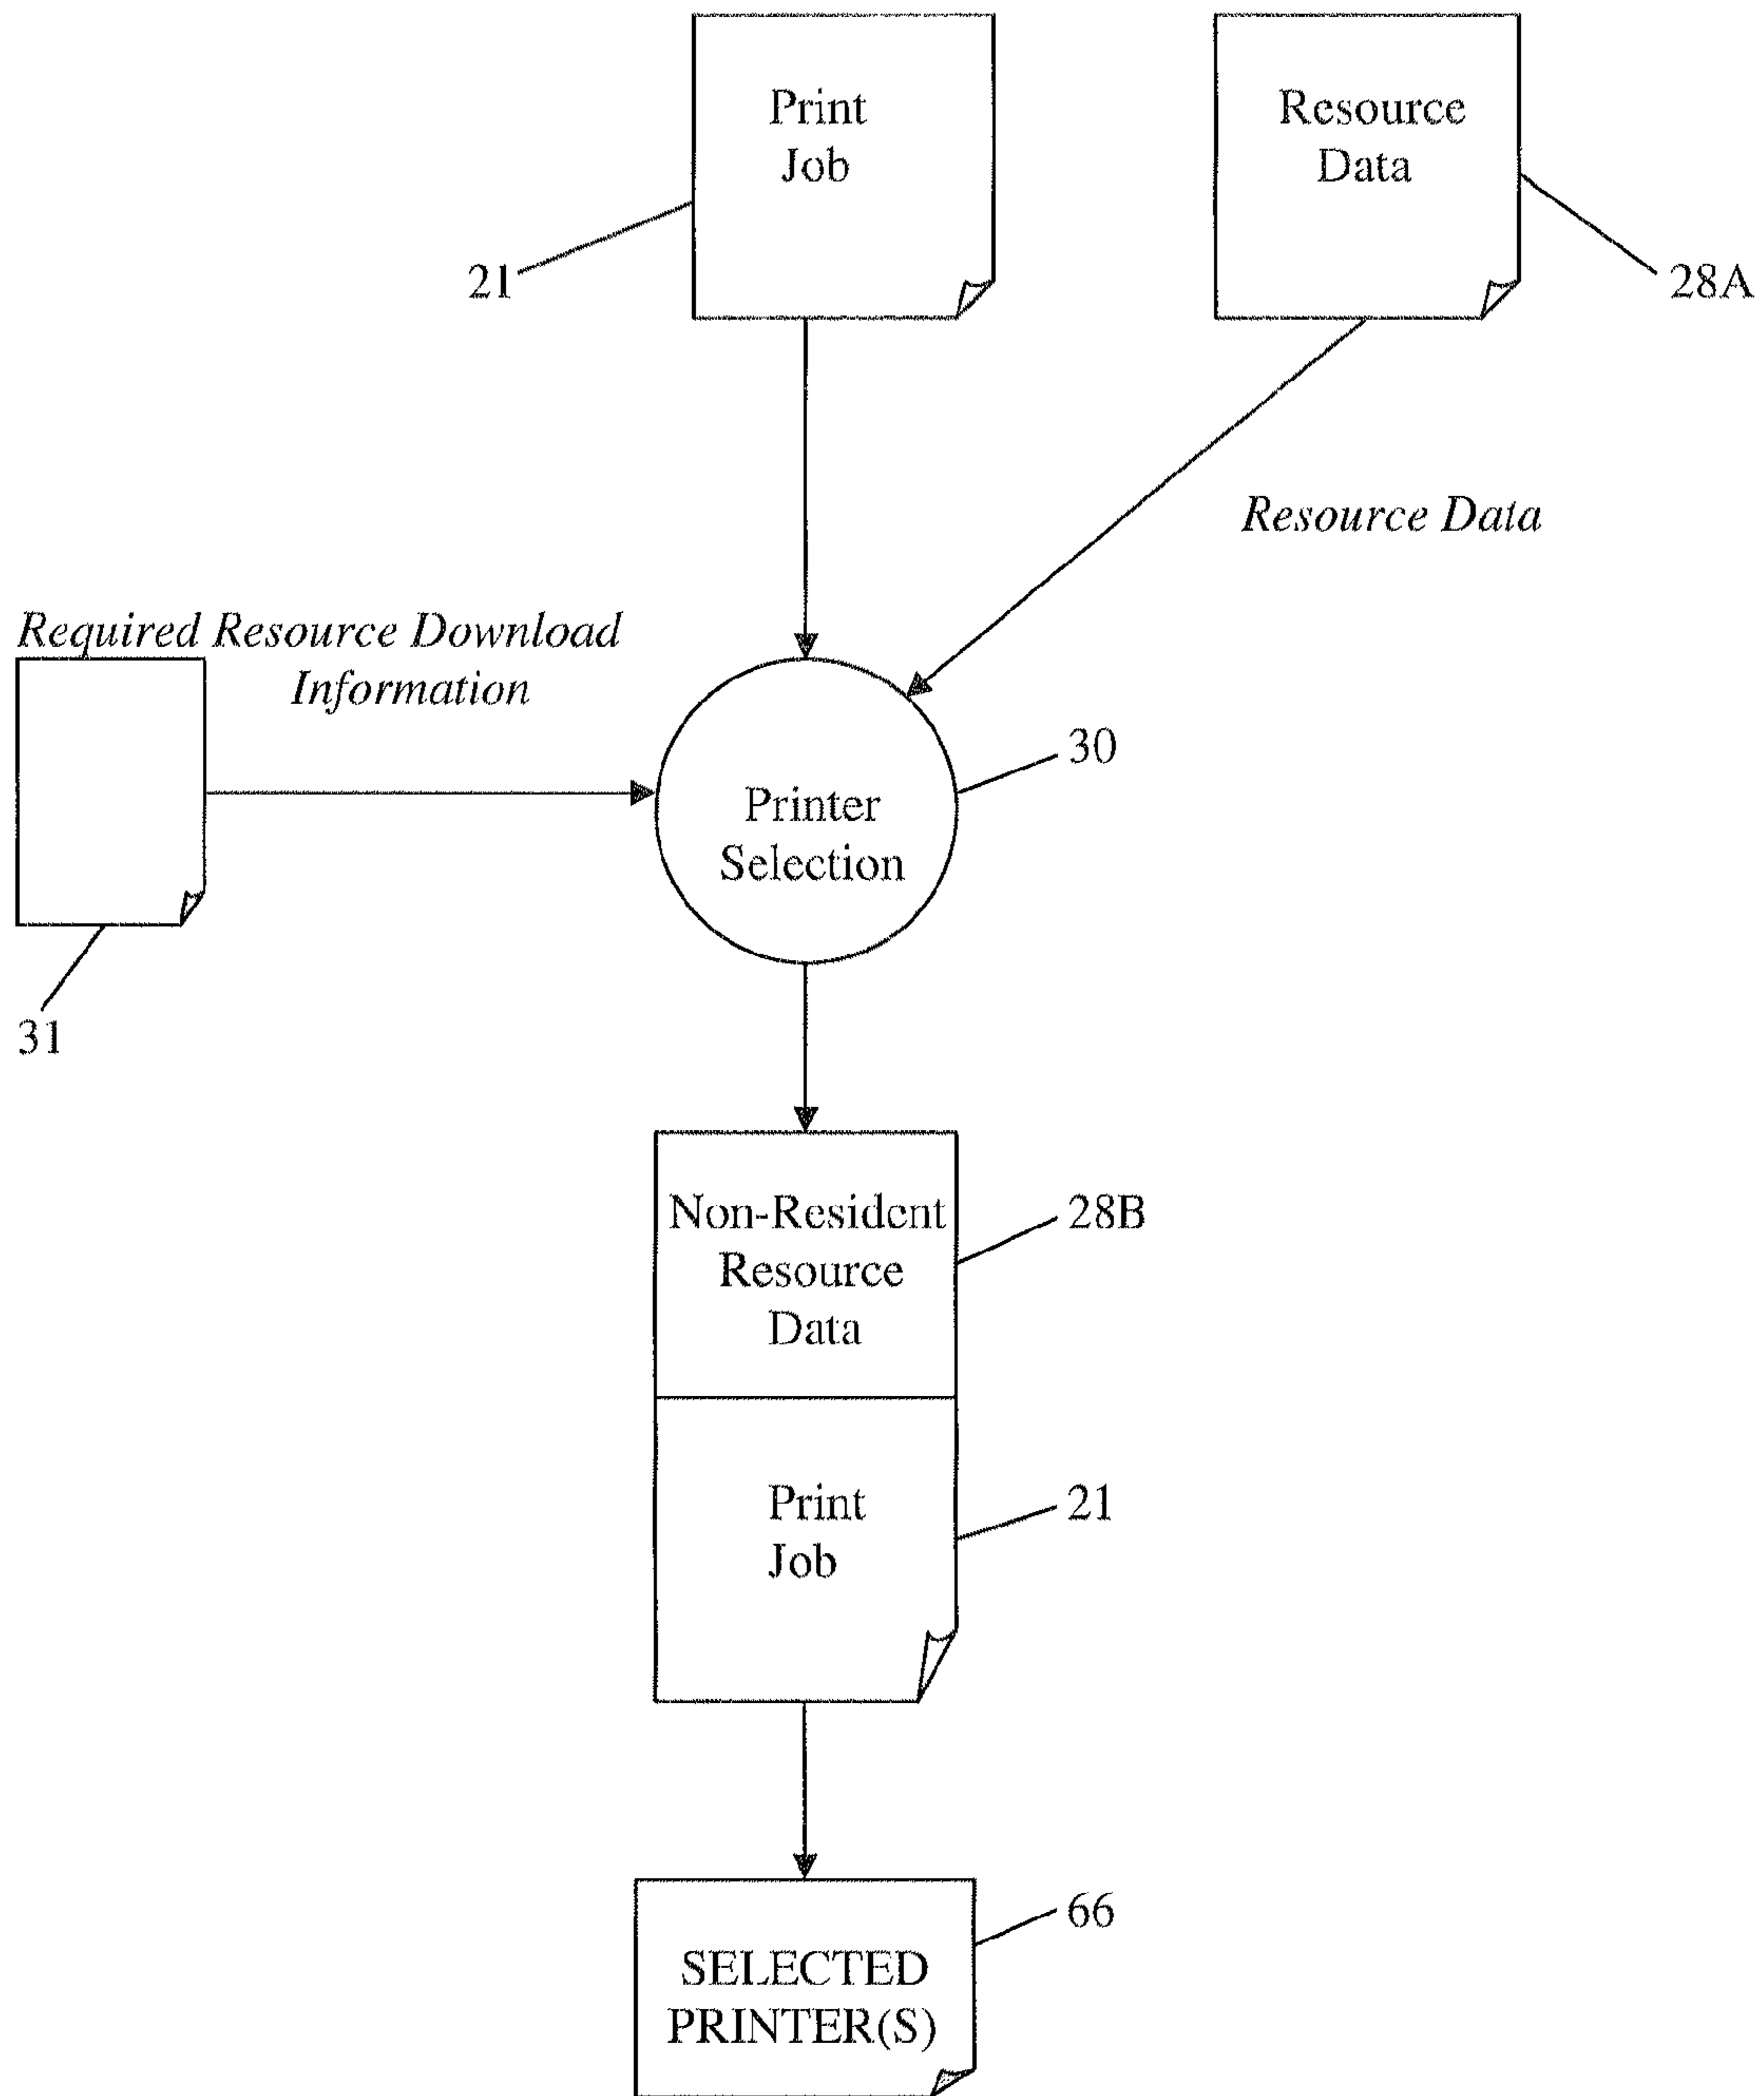 Print
Job
Resource
Data
21
28A
Resource Data
Required Resource Download
Information
30
Printer
Selection
31
Non-Resident
Resource
Data
28B
Print
Job
21
66
SELECTED
PRINTER(S)